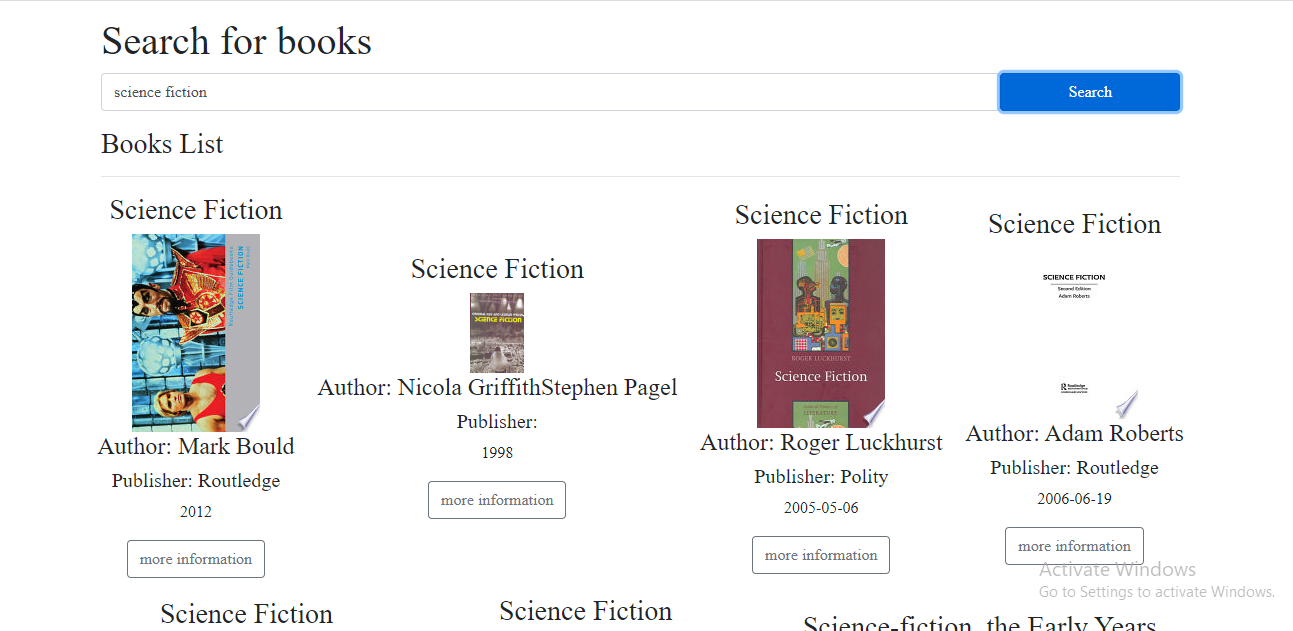 Search for books
science fiction
Search
Books List
Science Fiction
SCIENCE FICTION
Author: Mark Bould
Publisher: Routledge
2012
more information
Science Fiction
SCIENCE FICTION
Author: Nicola GriffithStephen Pagel
Publisher:
1998
more information
Science Fiction
ROGER LUCKHURST
Science Fiction
LITERATURE
Author: Roger Luckhurst
Publisher: Polity
2005-05-06
more information
Science Fiction
SCIENCE FICTION
Second Edition
Adam Roberts
Routledge
Author: Adam Roberts
Publisher: Routledge
2006-06-19
more information
Activate Windows
Go to Settings to activate Windows.
Science Fiction
Science Fiction
Science-fiction, the Early Years